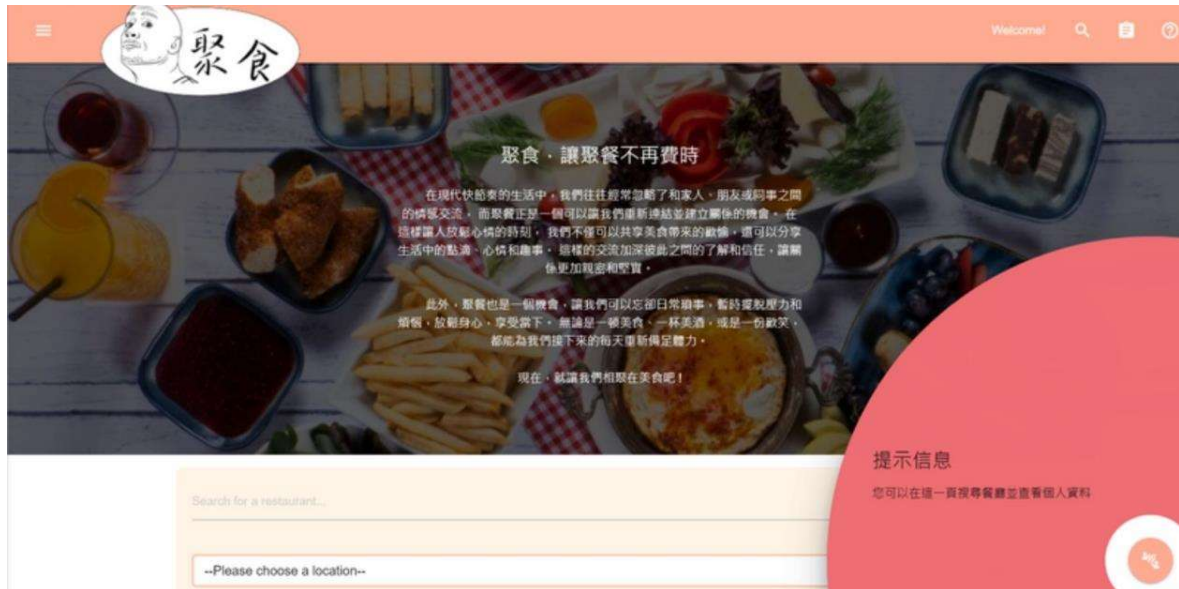 聚食
Welcome!
聚食，讓聚餐不再費時
在現代快節奏的生活中，我們往往經常忽略了和家人、朋友或同事之間
的情感交流， 而聚餐正是一個可以讓我們重新連結並建立關係的機會。 在
這樣讓人放鬆心情的時刻， 我們不僅可以共享美食帶來的歡愉，還可以分享
生活中的點滴、心情和趣事。 這樣的交流加深彼此之間的了解和信任，讓關
係更加親密和堅實。
此外，聚餐也是一個機會，讓我們可以忘卻日常瑣事，暫時擺脫壓力和
煩惱，放鬆身心，享受當下。 無論是一頓美食、一杯美酒，或是一份歡笑，
都能為我們接下來的每天重新備足體力。
現在，就讓我們相聚在美食吧！
提示信息
您可以在這一頁搜尋餐廳並查看個人資料
Search for a restaurant...
--Please choose a location--